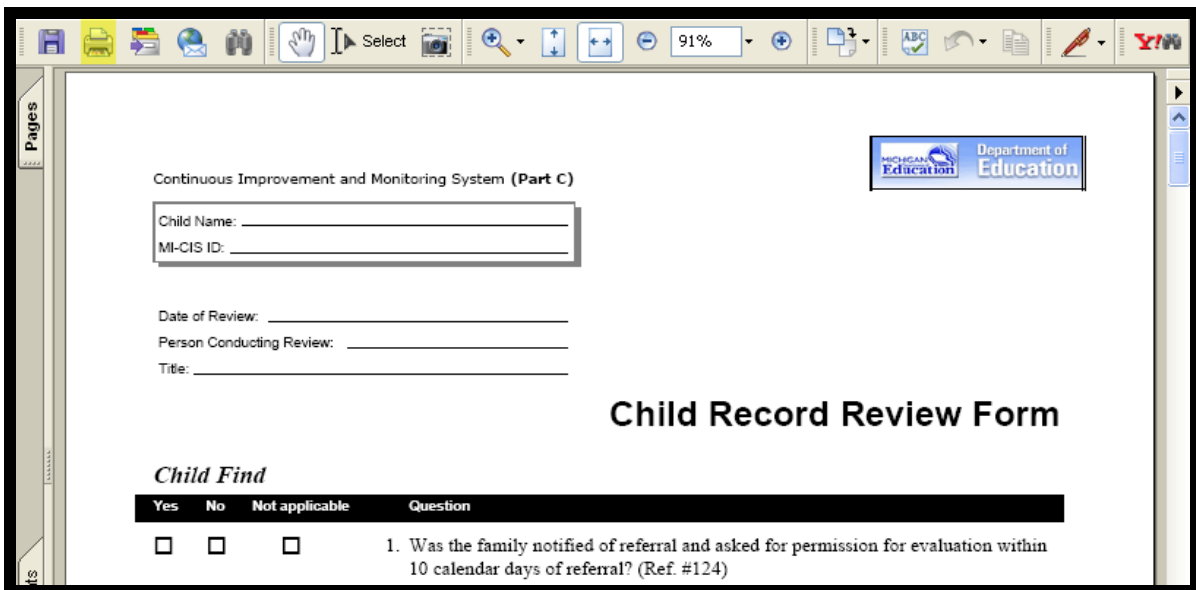 Select 91% ABC Y!
Pages
MICHIGAN Education Department of Education
Continuous Improvement and Monitoring System (Part C)
Child Name:
MI-CIS ID:
Date of Review:
Person Conducting Review:
Title:
Child Record Review Form
Child Find
Yes No Not applicable Question
1. Was the family notified of referral and asked for permission for evaluation within
10 calendar days of referral? (Ref. #124)